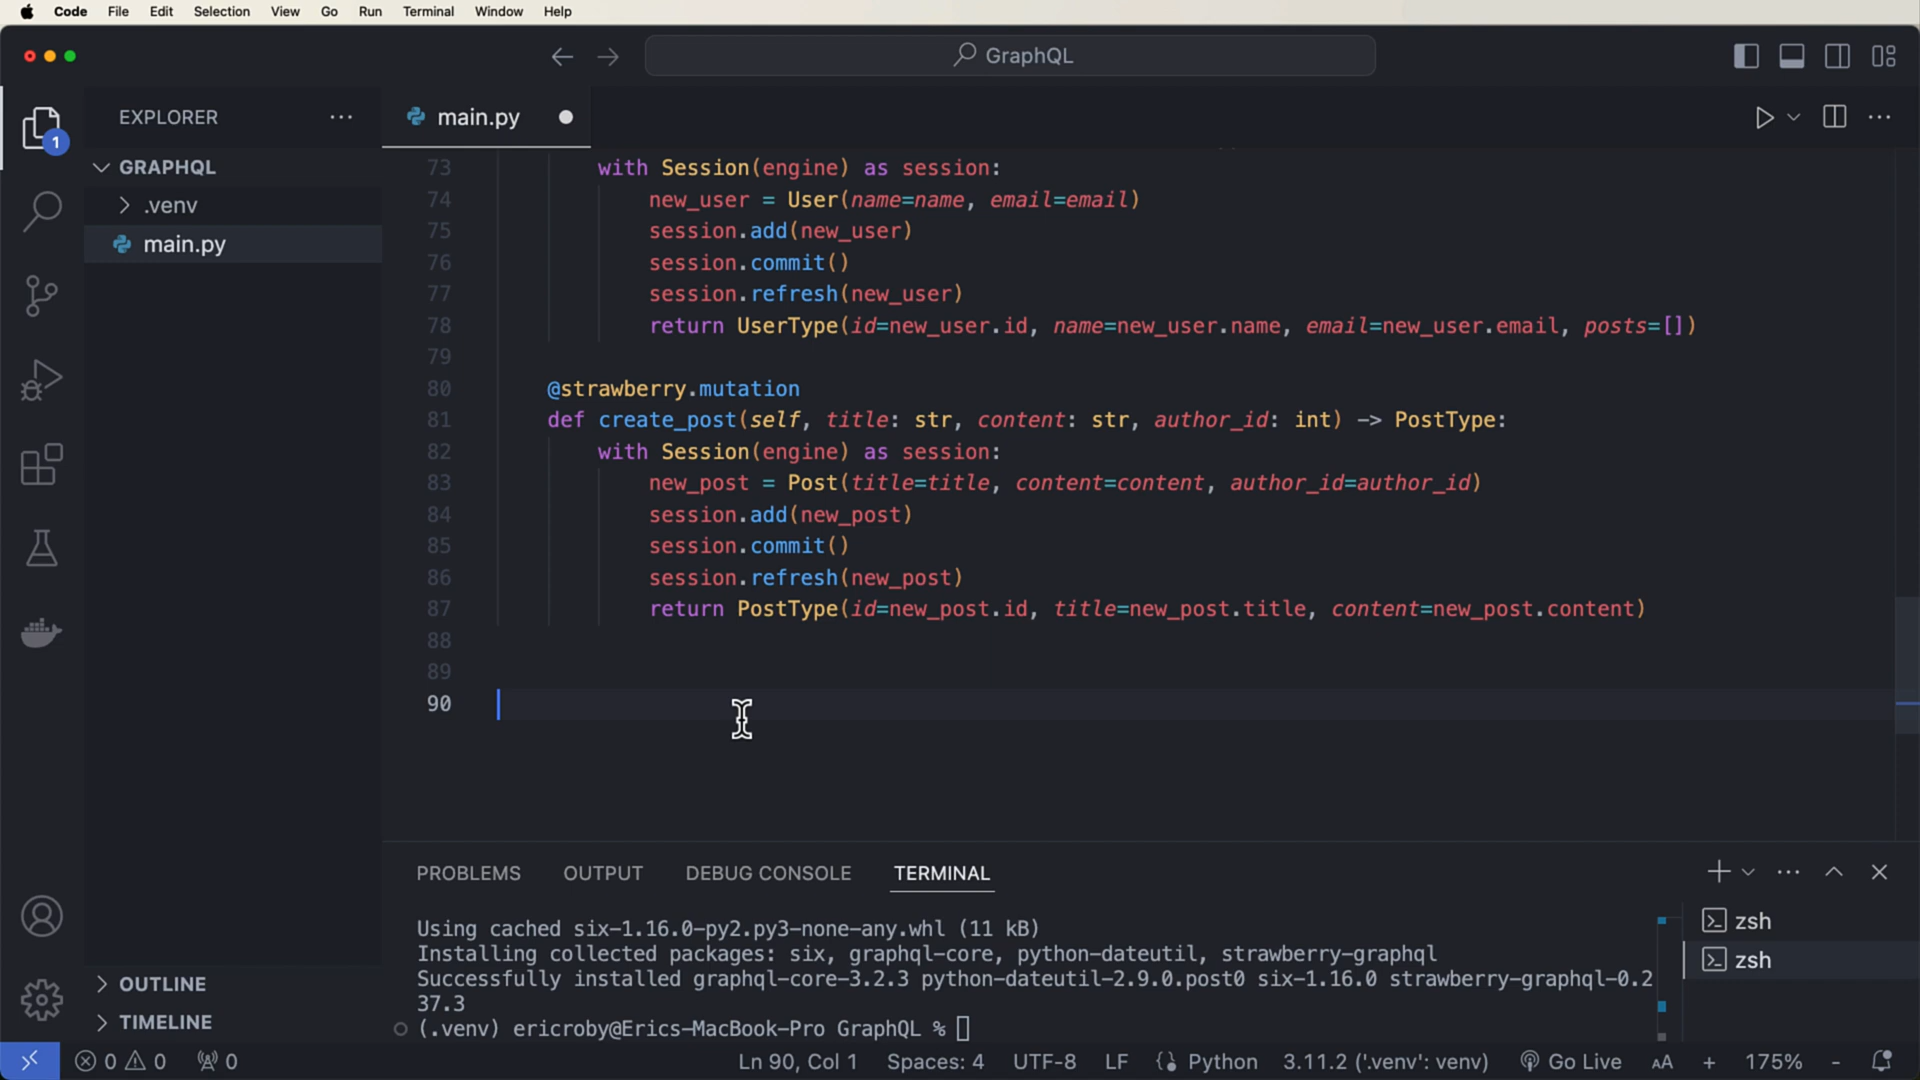 Code File Edit Selection View Go Run Terminal Window Help
GraphQL
EXPLORER
main.py
1
GRAPHQL
.venv
main.py
73 with Session(engine) as session:
74 new_user = User(name=name, email=email)
75 session.add(new_user)
76 session.commit()
77 session.refresh(new_user)
78 return UserType(id=new_user.id, name=new_user.name, email=new_user.email, posts=[])
79
80 @strawberry.mutation
81 def create_post(self, title: str, content: str, author_id: int) -> PostType:
82 with Session(engine) as session:
83 new_post = Post(title=title, content=content, author_id=author_id)
84 session.add(new_post)
85 session.commit()
86 session.refresh(new_post)
87 return PostType(id=new_post.id, title=new_post.title, content=new_post.content)
88
89
90
PROBLEMS OUTPUT DEBUG CONSOLE TERMINAL
Using cached six-1.16.0-py2.py3-none-any.whl (11 kB)
Installing collected packages: six, graphql-core, python-dateutil, strawberry-graphql
Successfully installed graphql-core-3.2.3 python-dateutil-2.9.0.post0 six-1.16.0 strawberry-graphql-0.2
37.3
(.venv) ericroby@Erics-MacBook-Pro GraphQL %
zsh
zsh
OUTLINE
TIMELINE
0 0 0 Ln 90, Col 1 Spaces: 4 UTF-8 LF Python 3.11.2 ('.venv': venv) Go Live AA + 175% -